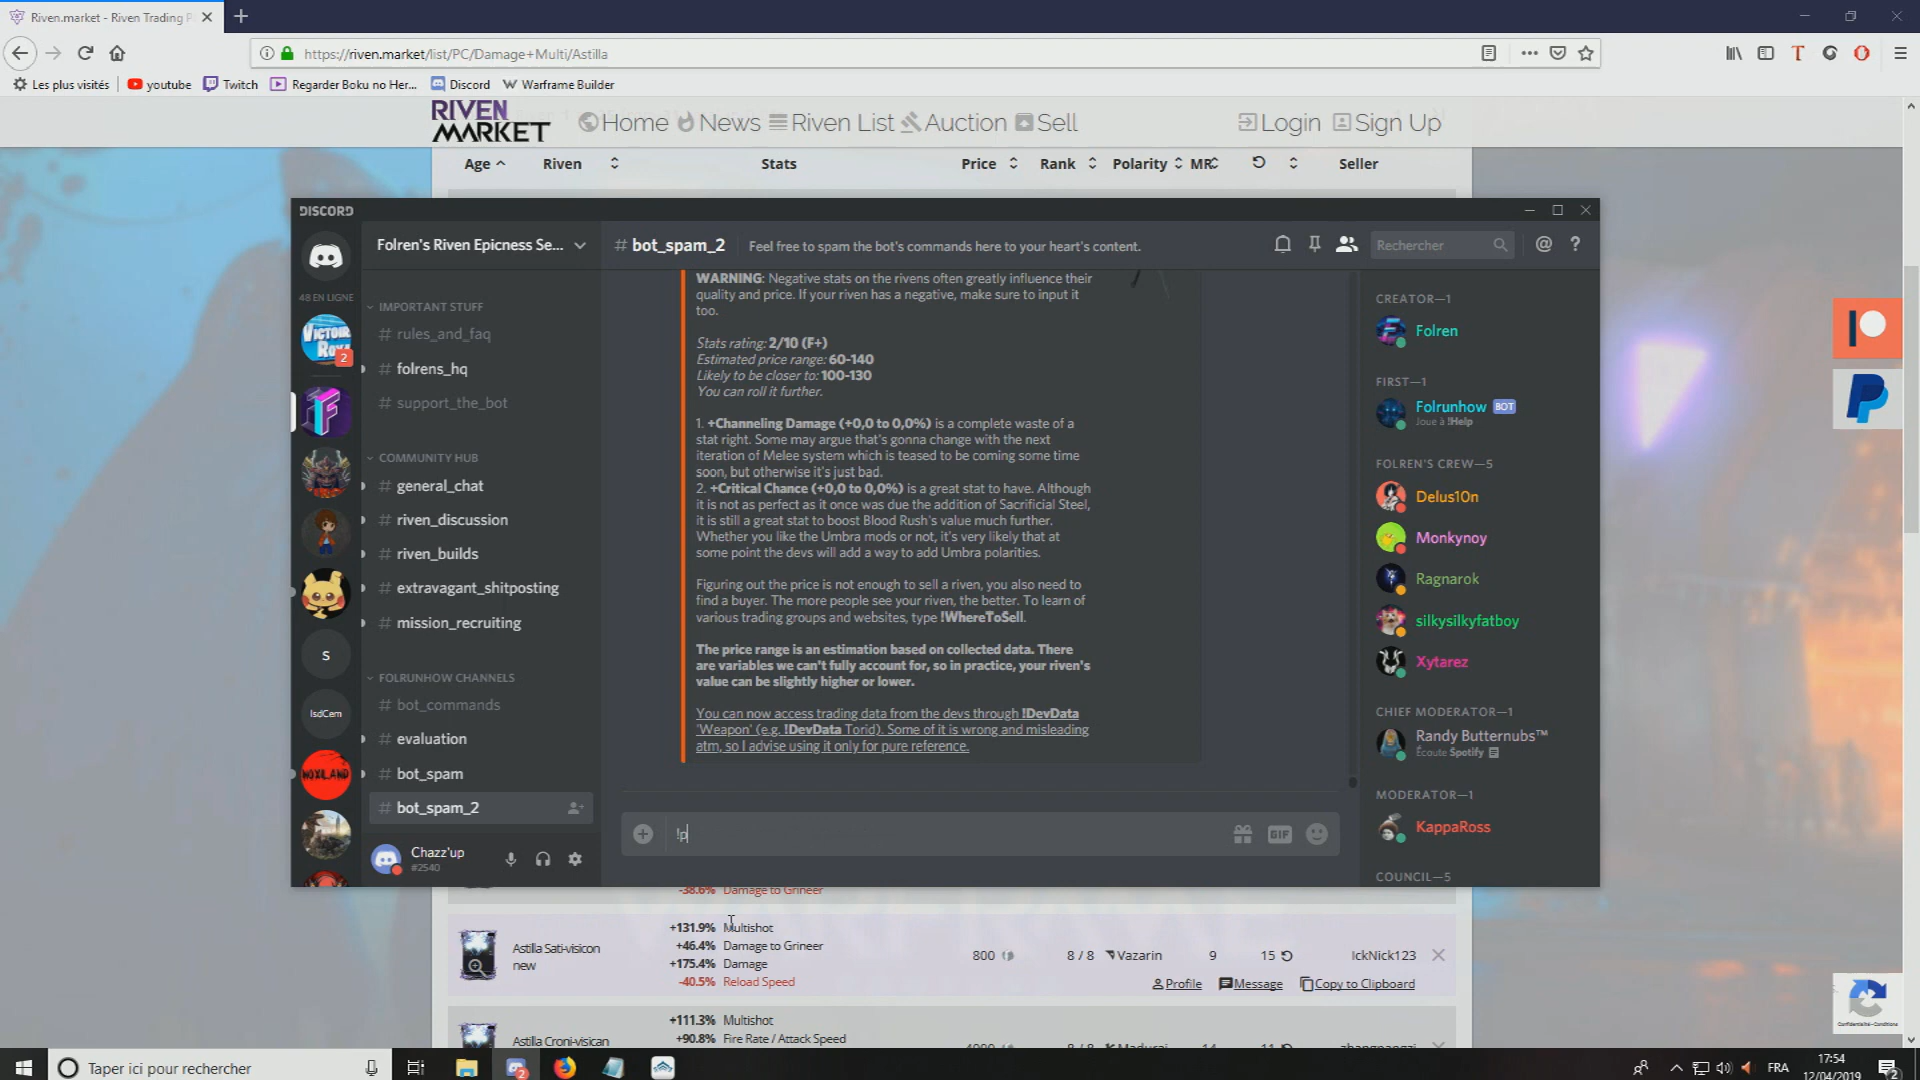 Riven.market - Riven Trading P
https://riven.market/list/PC/Damage+Multi/Astilla
Les plus visités
youtube
Twitch
Regarder Boku no Her...
Discord
Warframe Builder
RIVEN
MARKET
Home
News
Riven List
Auction
Sell
Login
Sign Up
Age
Riven
Stats
Price
Rank
Polarity
MR
Seller
DISCORD
48 EN LIGNE
VICTOIR
ROYA
2
S
lsdCem
NOXLAND
Folren's Riven Epicness Se...
IMPORTANT STUFF
# rules_and_faq
# folrens_hq
# support_the_bot
COMMUNITY HUB
# general_chat
# riven_discussion
# riven_builds
# extravagant_shitposting
# mission_recruiting
FOLRUNHOW CHANNELS
# bot_commands
# evaluation
# bot_spam
# bot_spam_2
Chazz'up
#2540
# bot_spam_2
Feel free to spam the bot's commands here to your heart's content.
Rechercher
WARNING: Negative stats on the rivens often greatly influence their
quality and price. If your riven has a negative, make sure to input it
too.
Stats rating: 2/10 (F+)
Estimated price range: 60-140
Likely to be closer to: 100-130
You can roll it further.
1. +Channeling Damage (+0,0 to 0,0%) is a complete waste of a
stat right. Some may argue that's gonna change with the next
iteration of Melee system which is teased to be coming some time
soon, but otherwise it's just bad.
2. +Critical Chance (+0,0 to 0,0%) is a great stat to have. Although
it is not as perfect as it once was due the addition of Sacrificial Steel,
it is still a great stat to boost Blood Rush's value much further.
Whether you like the Umbra mods or not, it's very likely that at
some point the devs will add a way to add Umbra polarities.
Figuring out the price is not enough to sell a riven, you also need to
find a buyer. The more people see your riven, the better. To learn of
various trading groups and websites, type !WhereToSell.
The price range is an estimation based on collected data. There
are variables we can't fully account for, so in practice, your riven's
value can be slightly higher or lower.
You can now access trading data from the devs through !DevData
'Weapon' (e.g. !DevData Torid). Some of it is wrong and misleading
atm, so I advise using it only for pure reference.
!p
GIF
CREATOR—1
Folren
FIRST—1
Folrunhow BOT
Joue à !Help
FOLREN'S CREW—5
Delus10n
Monkynoy
Ragnarok
silkysilkyfatboy
Xytarez
CHIEF MODERATOR—1
Randy Butternubs™
Écoute Spotify
MODERATOR—1
KappaRoss
COUNCIL—5
-38.6% Damage to Grineer
Astilla Sati-visicon
new
+131.9% Multishot
+46.4% Damage to Grineer
+175.4% Damage
-40.5% Reload Speed
800
8 / 8
Vazarin
9
15
IckNick123
Profile
Message
Copy to Clipboard
Astilla Croni-visican
+111.3% Multishot
+90.8% Fire Rate / Attack Speed
8 / 8
Madurai
14
11
Confidentialité - Conditions
Taper ici pour rechercher
2
FRA
17:54
12/04/2019
2